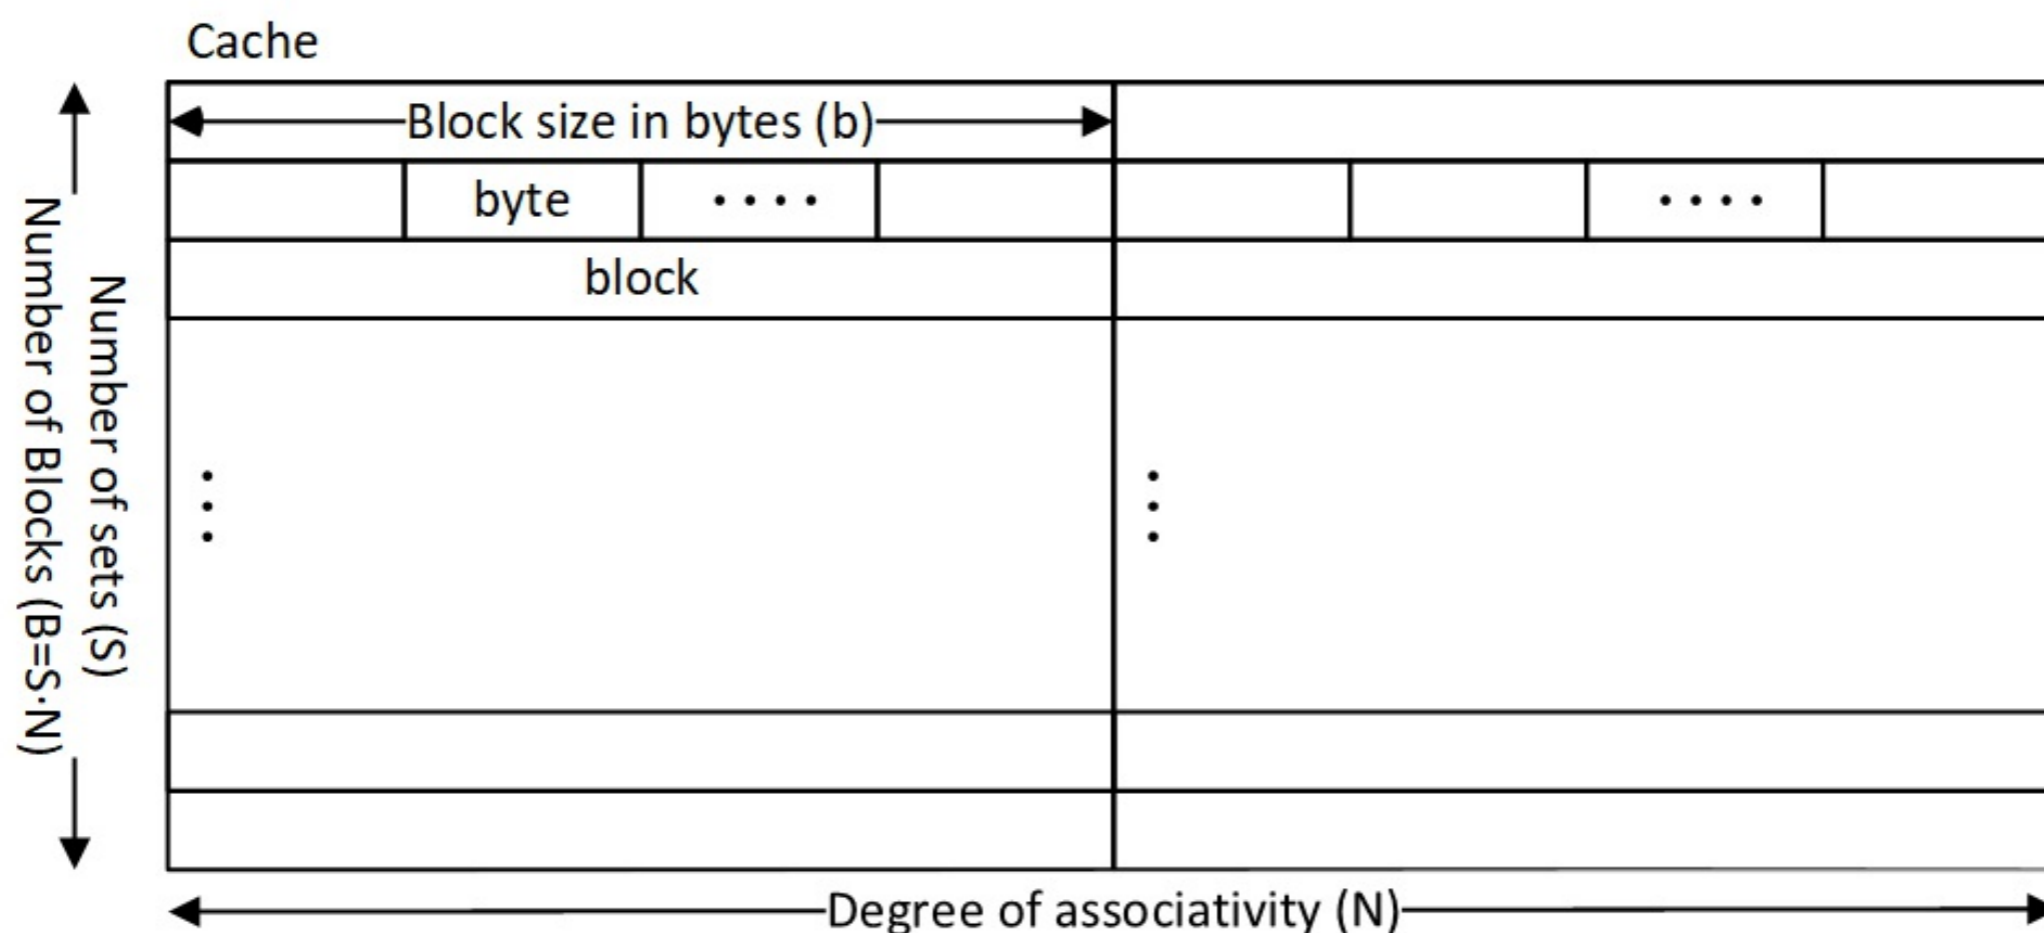 Cache
Block size in bytes (b)
byte
....
....
block
Number of sets (S)
Number of Blocks (B=S·N)
Degree of associativity (N)